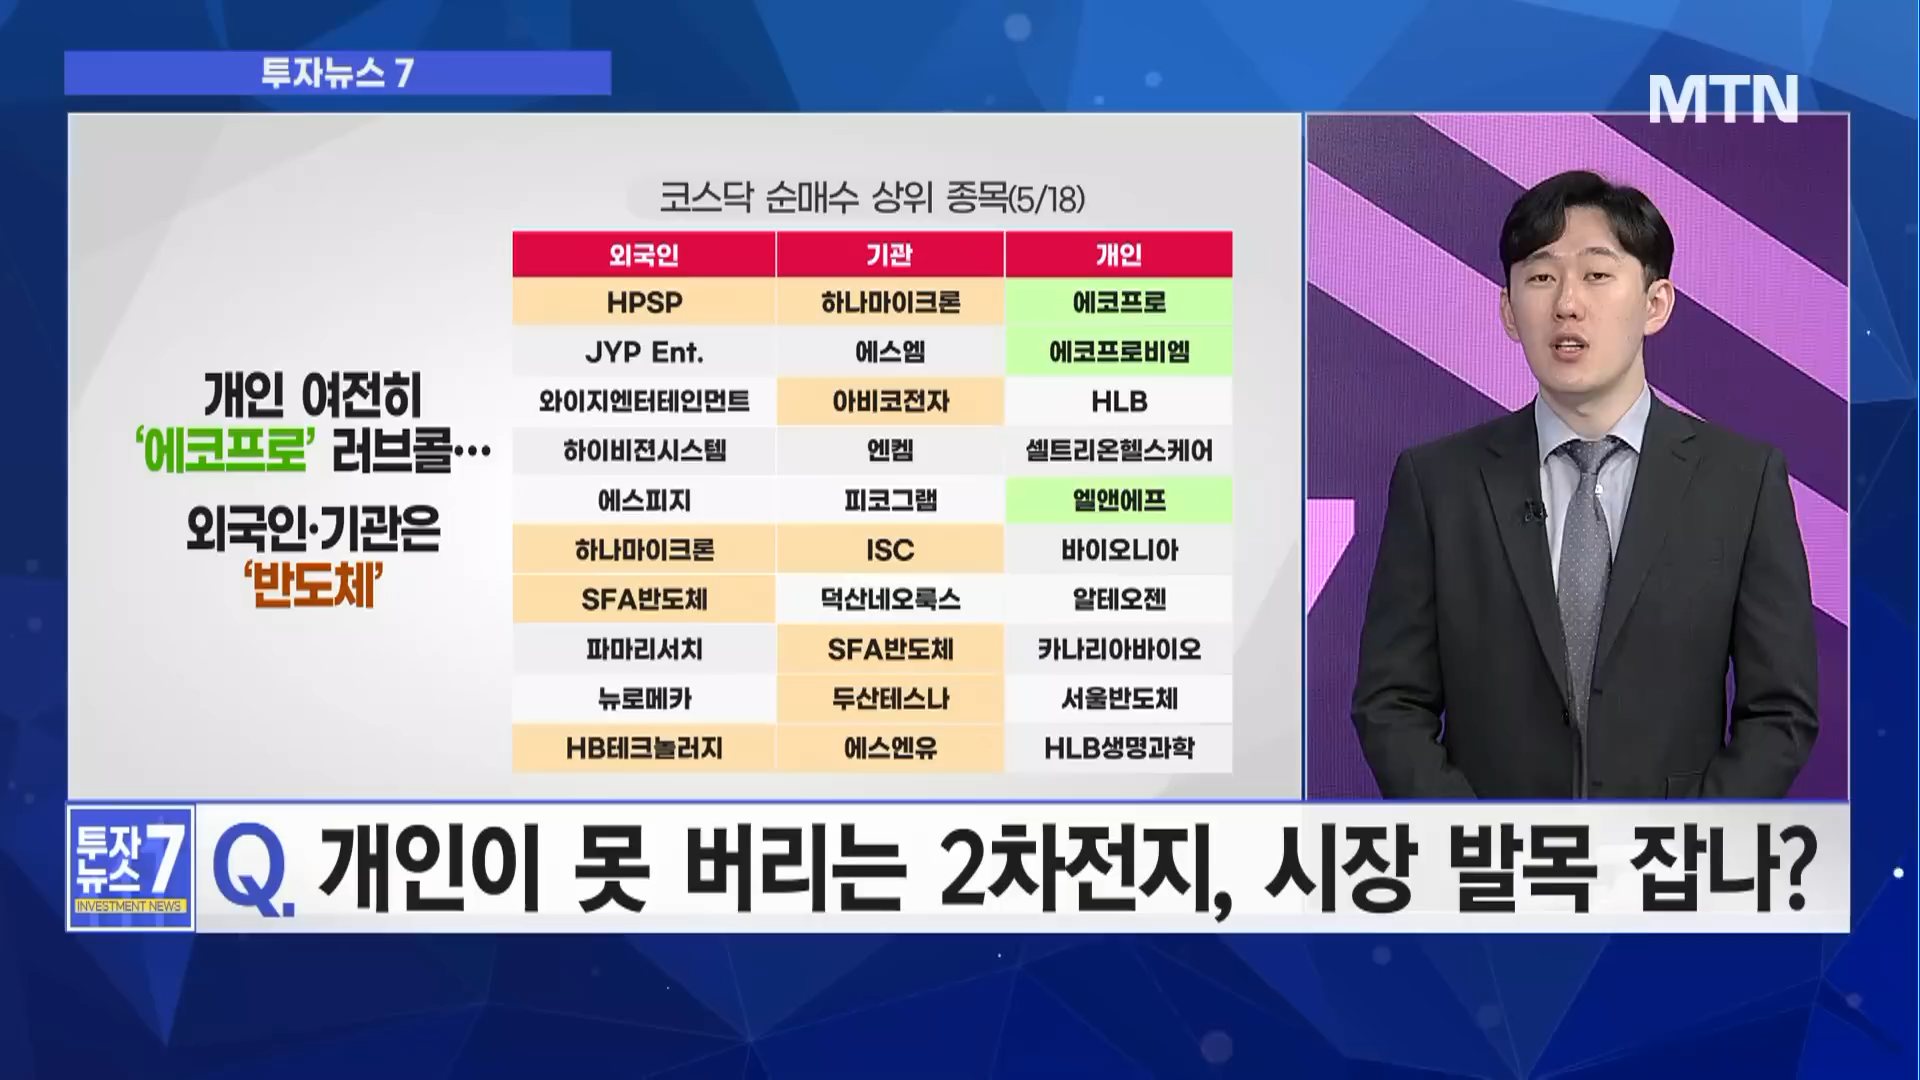 투자뉴스 7
MTN
코스닥 순매수 상위 종목(5/18)
개인 여전히
‘에코프로’ 러브콜…
외국인·기관은
‘반도체’
외국인 기관 개인
HPSP 하나마이크론 에코프로
JYP Ent. 에스엠 에코프로비엠
와이지엔터테인먼트 아비코전자 HLB
하이비젼시스템 엔켐 셀트리온헬스케어
에스피지 피코그램 엘앤에프
하나마이크론 ISC 바이오니아
SFA반도체 덕산네오룩스 알테오젠
파마리서치 SFA반도체 카나리아바이오
뉴로메카 두산테스나 서울반도체
HB테크놀러지 에스엔유 HLB생명과학
투자
뉴스 7
INVESTMENT NEWS
Q. 개인이 못 버리는 2차전지, 시장 발목 잡나?